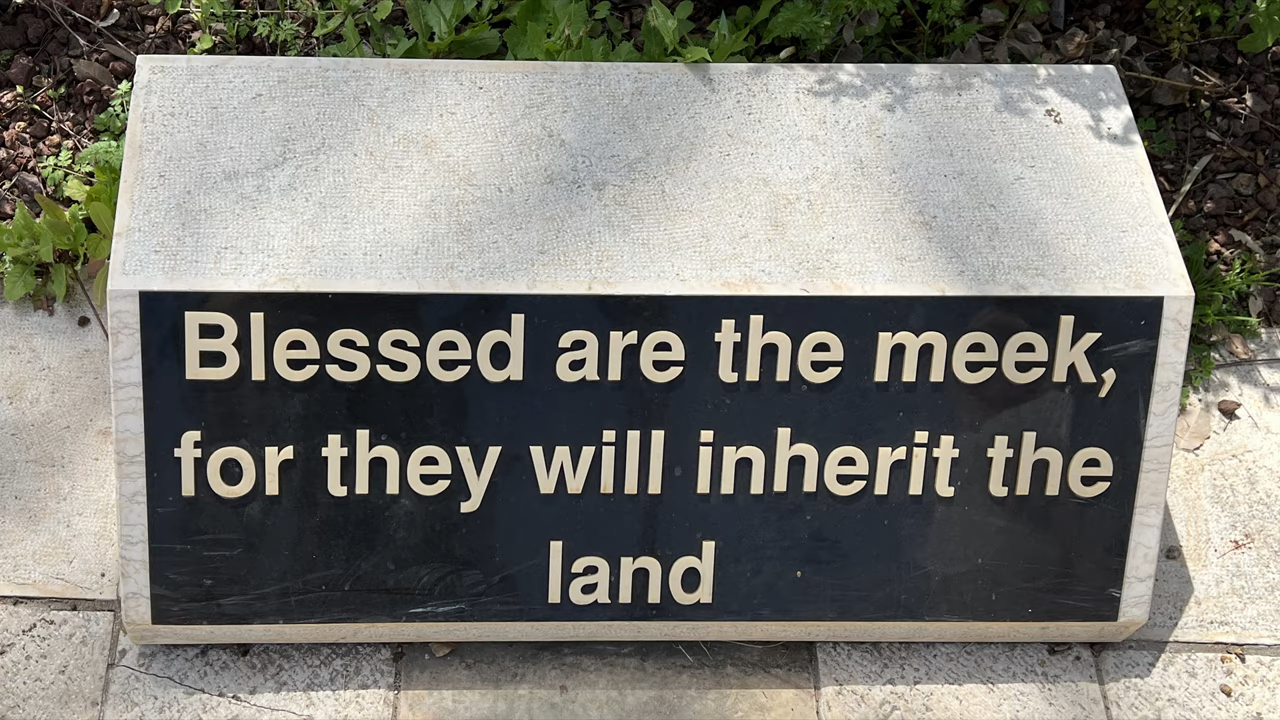 Blessed are the meek,
for they will inherit the
land